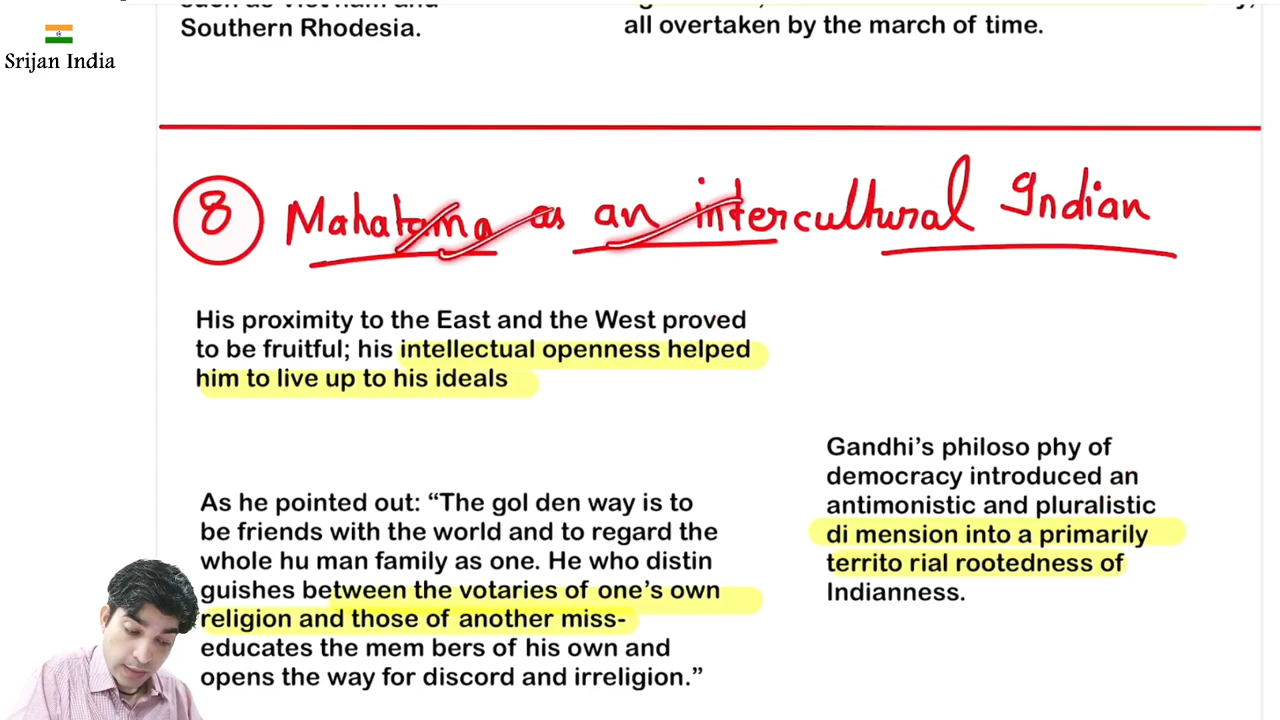 such as Viet nam and
Southern Rhodesia.
all overtaken by the march of time.
Srijan India
8 Mahatama as an intercultural Indian
His proximity to the East and the West proved
to be fruitful; his intellectual openness helped
him to live up to his ideals
As he pointed out: “The gol den way is to
be friends with the world and to regard the
whole hu man family as one. He who distin
guishes between the votaries of one’s own
religion and those of another miss-
educates the mem bers of his own and
opens the way for discord and irreligion.”
Gandhi’s philoso phy of
democracy introduced an
antimonistic and pluralistic
di mension into a primarily
territo rial rootedness of
Indianness.